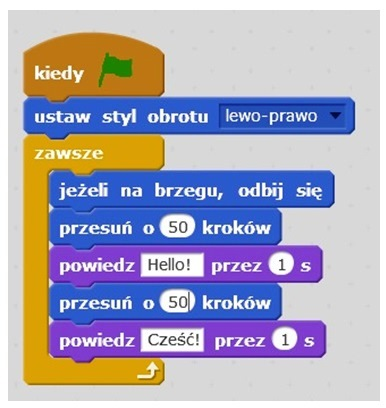 kiedy
ustaw styl obrotu lewo-prawo
zawsze
jeżeli na brzegu, odbij się
przesuń o 50 kroków
powiedz Hello! przez 1 s
przesuń o 50 kroków
powiedz Cześć! przez 1 s